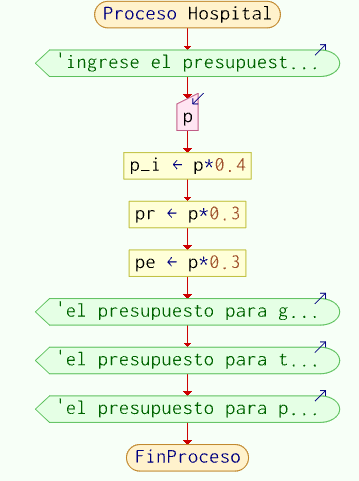 Proceso Hospital
'ingrese el presupuest...
p
p_i ← p*0.4
pr ← p*0.3
pe ← p*0.3
'el presupuesto para g...
'el presupuesto para t...
'el presupuesto para p...
FinProceso